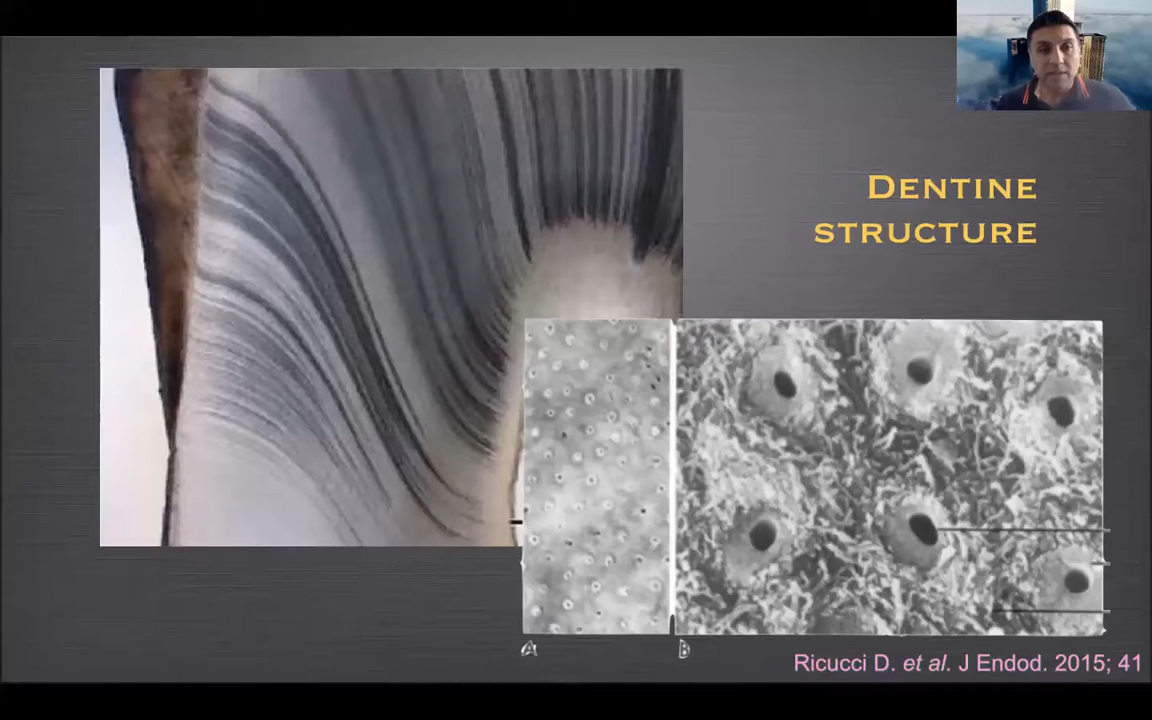 DENTINE
STRUCTURE
A
B
Ricucci D. et al. J Endod. 2015; 41